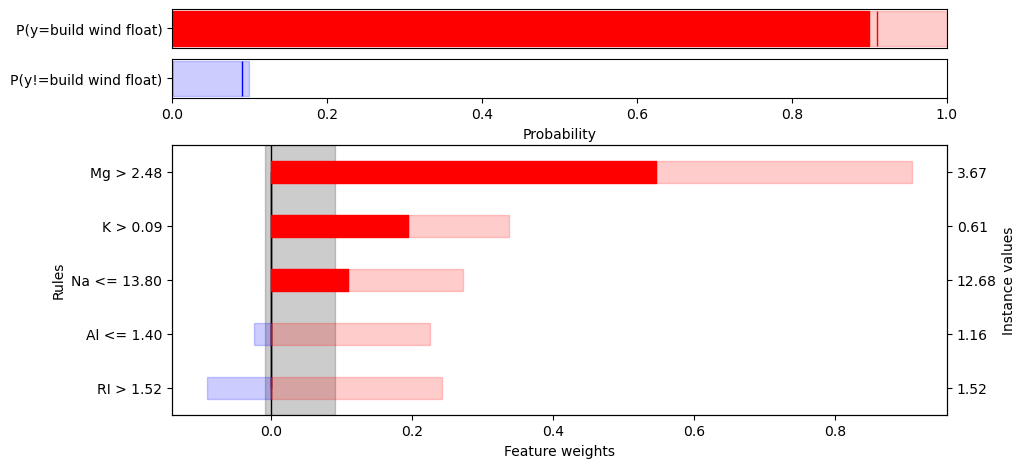 P(y=build wind float)
P(y!=build wind float)
0.0 0.2 0.4 0.6 0.8 1.0
Probability
Mg > 2.48 3.67
K > 0.09 0.61
Na <= 13.80 12.68
Al <= 1.40 1.16
RI > 1.52 1.52
Rules
Instance values
0.0 0.2 0.4 0.6 0.8
Feature weights